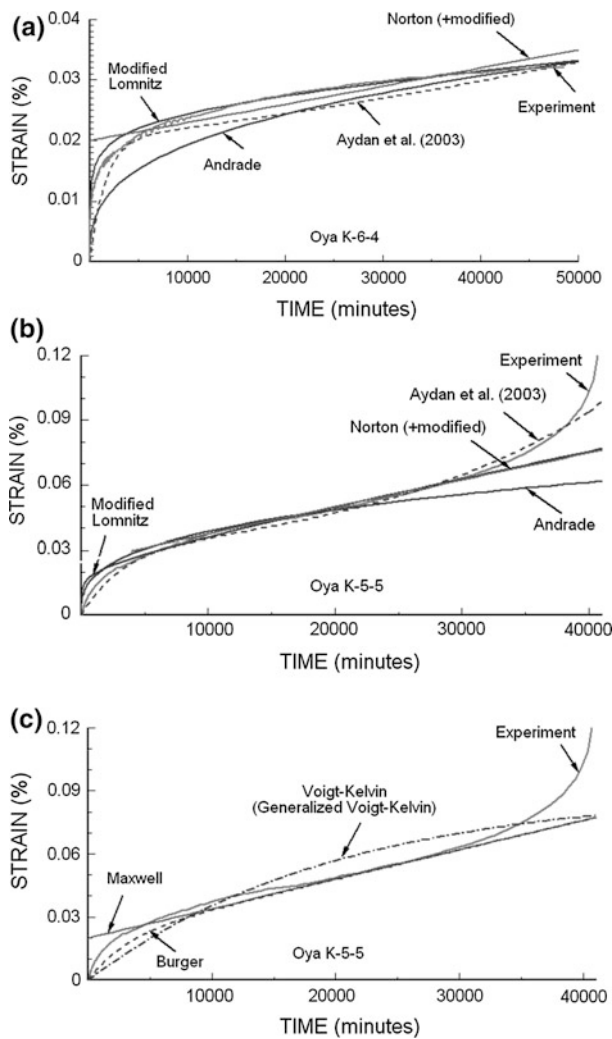 (a)
0.04
0.03
0.02
0.01
0
STRAIN (%)
Norton (+modified)
Modified
Lomnitz
Experiment
Aydan et al. (2003)
Andrade
Oya K-6-4
10000 20000 30000 40000 50000
TIME (minutes)
(b)
0.12
0.09
0.06
0.03
0
STRAIN (%)
Experiment
Aydan et al. (2003)
Norton (+modified)
Modified
Lomnitz
Andrade
Oya K-5-5
10000 20000 30000 40000
TIME (minutes)
(c)
0.12
0.09
0.06
0.03
0
STRAIN (%)
Experiment
Voigt-Kelvin
(Generalized Voigt-Kelvin)
Maxwell
Burger
Oya K-5-5
10000 20000 30000 40000
TIME (minutes)